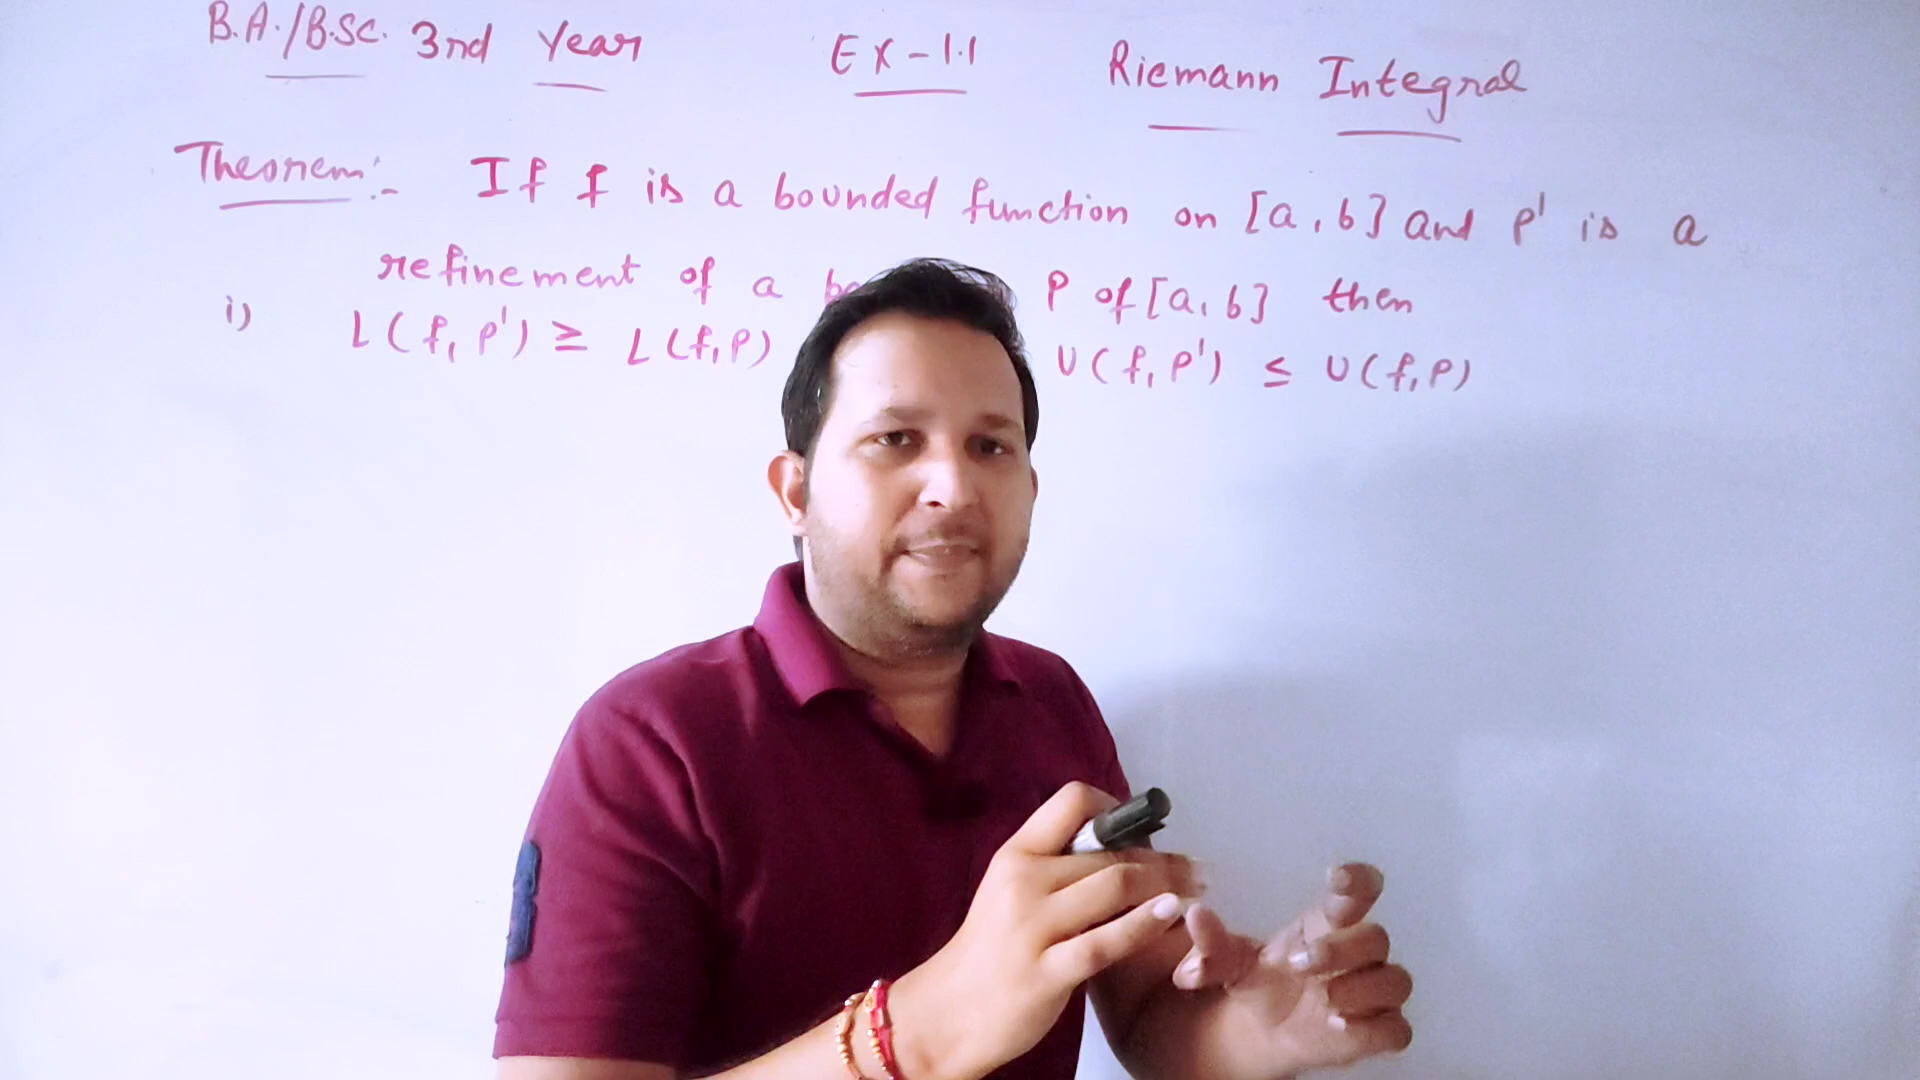 B.A./B.Sc. 3rd Year Ex-1.1 Riemann Integral
Theorem:- If f is a bounded function on [a, b] and P' is a
refinement of a P of [a, b] then
i) L(f, P') ≥ L(f, P) U(f, P') ≤ U(f, P)